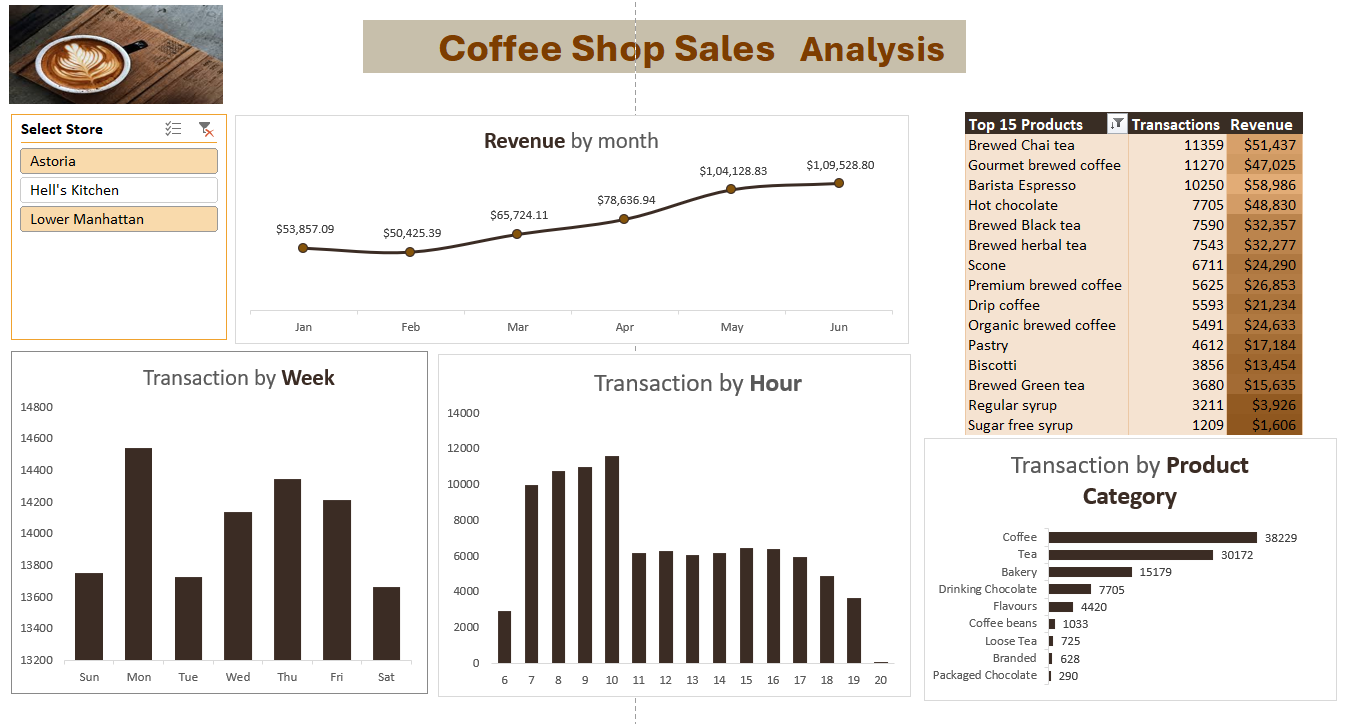 Coffee Shop Sales Analysis
Select Store
Astoria
Hell's Kitchen
Lower Manhattan
Revenue by month
$53,857.09
$50,425.39
$65,724.11
$78,636.94
$1,04,128.83
$1,09,528.80
Jan Feb Mar Apr May Jun
Top 15 Products Transactions Revenue
Brewed Chai tea 11359 $51,437
Gourmet brewed coffee 11270 $47,025
Barista Espresso 10250 $58,986
Hot chocolate 7705 $48,830
Brewed Black tea 7590 $32,357
Brewed herbal tea 7543 $32,277
Scone 6711 $24,290
Premium brewed coffee 5625 $26,853
Drip coffee 5593 $21,234
Organic brewed coffee 5491 $24,633
Pastry 4612 $17,184
Biscotti 3856 $13,454
Brewed Green tea 3680 $15,635
Regular syrup 3211 $3,926
Sugar free syrup 1209 $1,606
Transaction by Week
14800
14600
14400
14200
14000
13800
13600
13400
13200
Sun Mon Tue Wed Thu Fri Sat
Transaction by Hour
14000
12000
10000
8000
6000
4000
2000
0
6 7 8 9 10 11 12 13 14 15 16 17 18 19 20
Transaction by Product
Category
Coffee 38229
Tea 30172
Bakery 15179
Drinking Chocolate 7705
Flavours 4420
Coffee beans 1033
Loose Tea 725
Branded 628
Packaged Chocolate 290